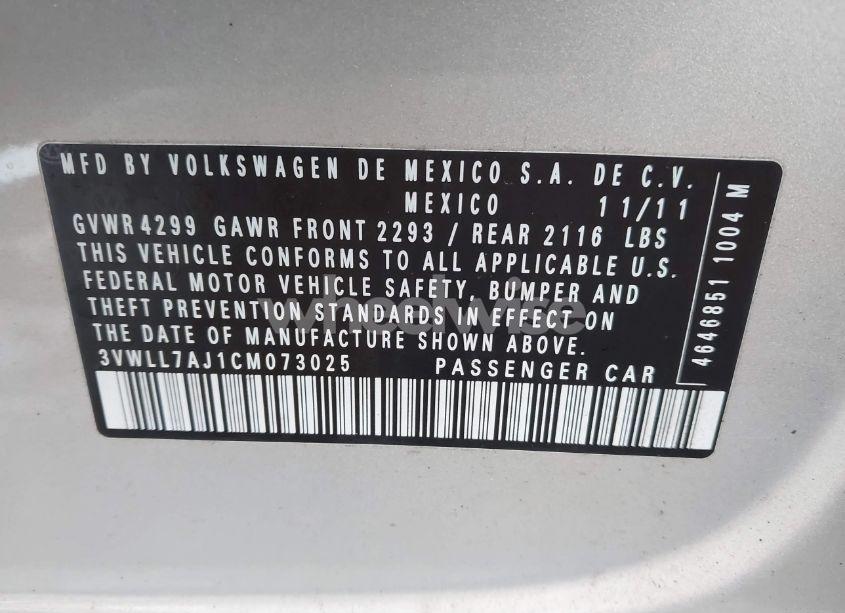 MFD BY VOLKSWAGEN DE MEXICO S.A. DE C.V.
MEXICO 11/11
GVWR 4299 GAWR FRONT 2293 / REAR 2116 LBS
THIS VEHICLE CONFORMS TO ALL APPLICABLE U.S.
FEDERAL MOTOR VEHICLE SAFETY, BUMPER AND
THEFT PREVENTION STANDARDS IN EFFECT ON
THE DATE OF MANUFACTURE SHOWN ABOVE.
3VWLL7AJ1CM073025 PASSENGER CAR
4646851 1004 M
wheelwise